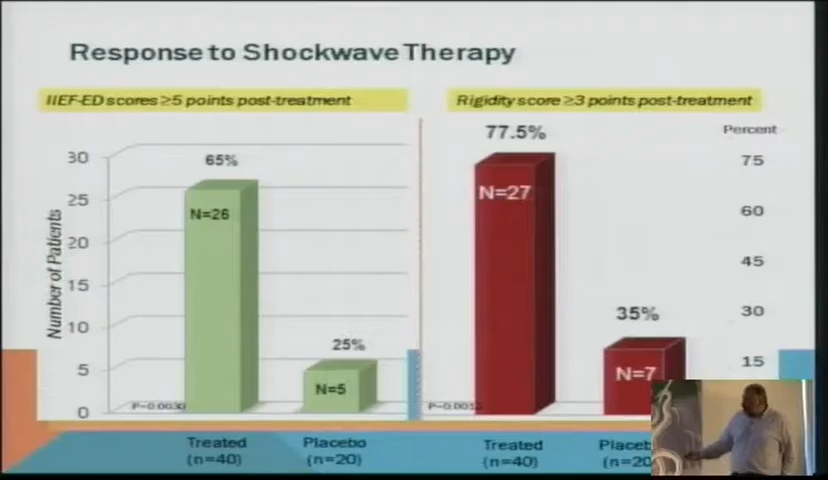 Response to Shockwave Therapy
IIEF-ED scores ≥5 points post-treatment
Rigidity score ≥3 points post-treatment
77.5%
Percent
30
65%
75
N=26
N=27
25
60
20
45
15
Number of Patients
10
35%
30
25%
5
N=5
N=7
15
0
Treated
(n=40)
Placebo
(n=20)
Treated
(n=40)